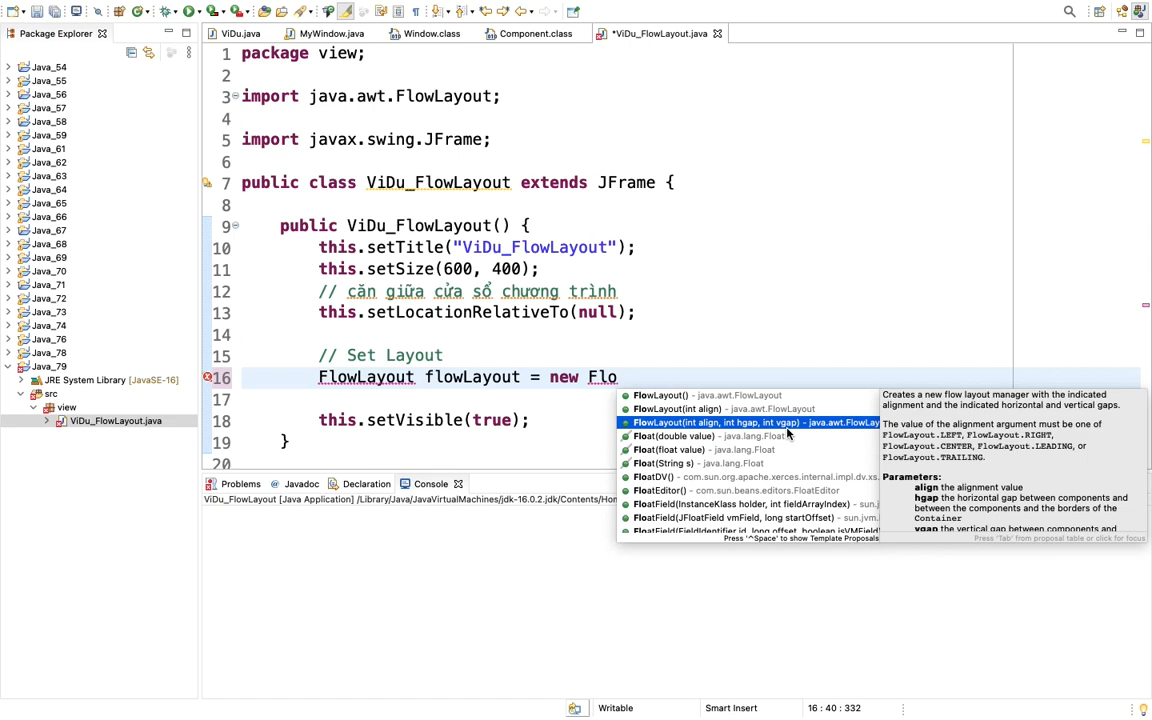 Package Explorer
ViDu.java
MyWindow.java
Window.class
Component.class
*ViDu_FlowLayout.java
Java_54
Java_55
Java_56
Java_57
Java_58
Java_59
Java_61
Java_62
Java_63
Java_64
Java_65
Java_66
Java_67
Java_68
Java_69
Java_70
Java_71
Java_72
Java_73
Java_74
Java_76
Java_78
Java_79
JRE System Library [JavaSE-16]
src
view
ViDu_FlowLayout.java
1 package view;
2
3 import java.awt.FlowLayout;
4
5 import javax.swing.JFrame;
6
7 public class ViDu_FlowLayout extends JFrame {
8
9 public ViDu_FlowLayout() {
10 this.setTitle("ViDu_FlowLayout");
11 this.setSize(600, 400);
12 // căn giữa cửa sổ chương trình
13 this.setLocationRelativeTo(null);
14
15 // Set Layout
16 FlowLayout flowLayout = new Flo
17
18 this.setVisible(true);
19 }
20
FlowLayout() - java.awt.FlowLayout
FlowLayout(int align) - java.awt.FlowLayout
FlowLayout(int align, int hgap, int vgap) - java.awt.FlowLay
Float(double value) - java.lang.Float
Float(float value) - java.lang.Float
Float(String s) - java.lang.Float
FloatDV() - com.sun.org.apache.xerces.internal.impl.dv.xs.
FloatEditor() - com.sun.beans.editors.FloatEditor
FloatField(InstanceKlass holder, int fieldArrayIndex) - sun.j
FloatField(JFloatField vmField, long startOffset) - sun.jvm.
FloatField(FieldIdentifier id, long offset, boolean isVMField)
Press '^Space' to show Template Proposals
Creates a new flow layout manager with the indicated
alignment and the indicated horizontal and vertical gaps.
The value of the alignment argument must be one of
FlowLayout.LEFT, FlowLayout.RIGHT,
FlowLayout.CENTER, FlowLayout.LEADING, or
FlowLayout.TRAILING.
Parameters:
align the alignment value
hgap the horizontal gap between components and
between the components and the borders of the
Container
vgap the vertical gap between components and
Press 'Tab' from proposal table or click for focus
Problems
Javadoc
Declaration
Console
ViDu_FlowLayout [Java Application] /Library/Java/JavaVirtualMachines/jdk-16.0.2.jdk/Contents/Hom
Writable
Smart Insert
16 : 40 : 332